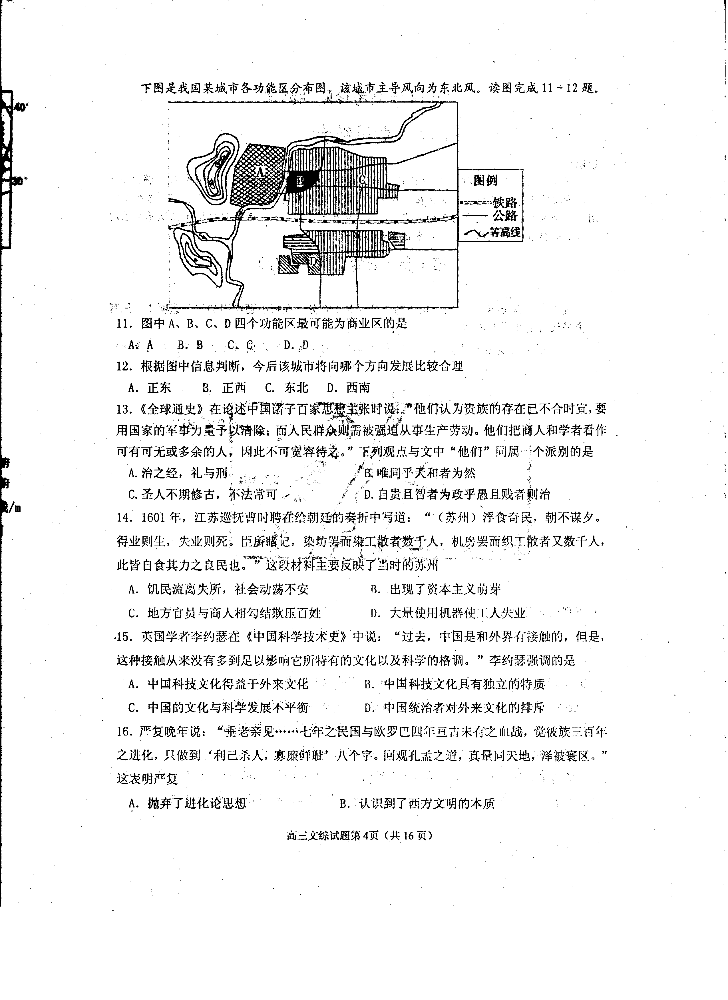 下图是我国某城市各功能区分布图，该城市主导风向为东北风。读图完成11～12题。
40°
30°
A
B
C
D
图例
铁路
公路
等高线
11. 图中A、B、C、D四个功能区最可能为商业区的是
A. A B. B C. C D. D
12. 根据图中信息判断，今后该城市将向哪个方向发展比较合理
A. 正东 B. 正西 C. 东北 D. 西南
13.《全球通史》在论述中国诸子百家思想主张时说：“他们认为贵族的存在已不合时宜，要
用国家的军事力量予以清除；而人民群众则需被强迫从事生产劳动。他们把商人和学者看作
可有可无或多余的人，因此不可宽容待之。”下列观点与文中“他们”同属一个派别的是
A.治之经，礼与刑 B.唯同乎天和者为然
C.圣人不期修古，不法常可 D.自贵且智者为政乎愚且贱者则治
14. 1601年，江苏巡抚曹时聘在给朝廷的奏折中写道：“（苏州）浮食奇民，朝不谋夕。
得业则生，失业则死。臣所睹记，染坊罢而染工散者数千人，机房罢而织工散者又数千人，
此皆自食其力之良民也。”这段材料主要反映了当时的苏州
A. 饥民流离失所，社会动荡不安 B. 出现了资本主义萌芽
C. 地方官员与商人相勾结欺压百姓 D. 大量使用机器使工人失业
15. 英国学者李约瑟在《中国科学技术史》中说：“过去，中国是和外界有接触的，但是，
这种接触从来没有多到足以影响它所特有的文化以及科学的格调。”李约瑟强调的是
A. 中国科技文化得益于外来文化 B. 中国科技文化具有独立的特质
C. 中国的文化与科学发展不平衡 D. 中国统治者对外来文化的排斥
16. 严复晚年说：“垂老亲见……七年之民国与欧罗巴四年亘古未有之血战，觉彼族三百年
之进化，只做到‘利己杀人，寡廉鲜耻’八个字。回观孔孟之道，真量同天地，泽被寰区。”
这表明严复
A. 抛弃了进化论思想 B. 认识到了西方文明的本质
高三文综试题第4页（共16页）